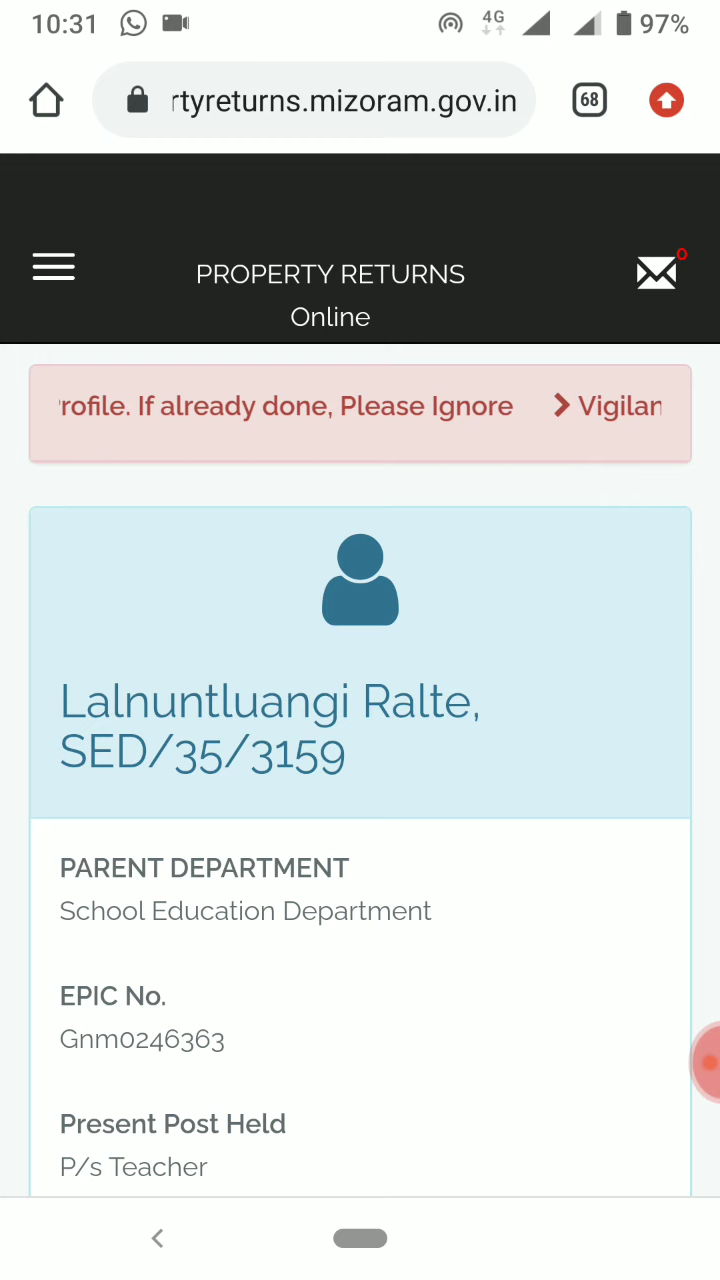 10:31 4G 97%
rtyreturns.mizoram.gov.in 68
0
PROPERTY RETURNS
Online
rofile. If already done, Please Ignore Vigilan
Lalnuntluangi Ralte,
SED/35/3159
PARENT DEPARTMENT
School Education Department
EPIC No.
Gnm0246363
Present Post Held
P/s Teacher